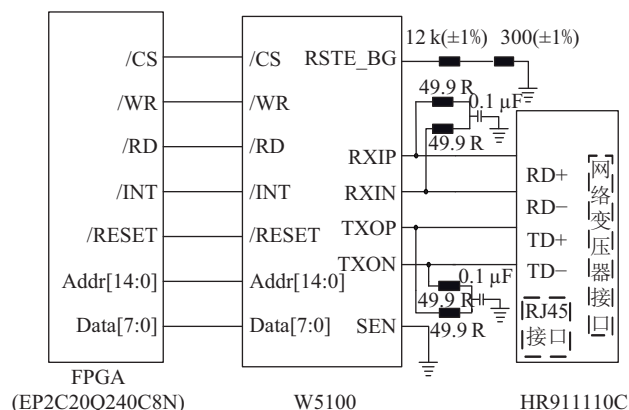 12 k(±1%) 300(±1%)
/CS /CS RSTE_BG
49.9 R
0.1 μF
/WR /WR
49.9 R
/RD /RD
RXIP
RD+
/INT /INT RXIN
RD−
TXOP
/RESET /RESET
TD+
TXON
TD−
0.1 μF
Addr[14:0] Addr[14:0]
49.9 R
Data[7:0] Data[7:0] SEN
49.9 R
RJ45
接口
网络变压器接口
FPGA
(EP2C20Q240C8N) W5100 HR911110C